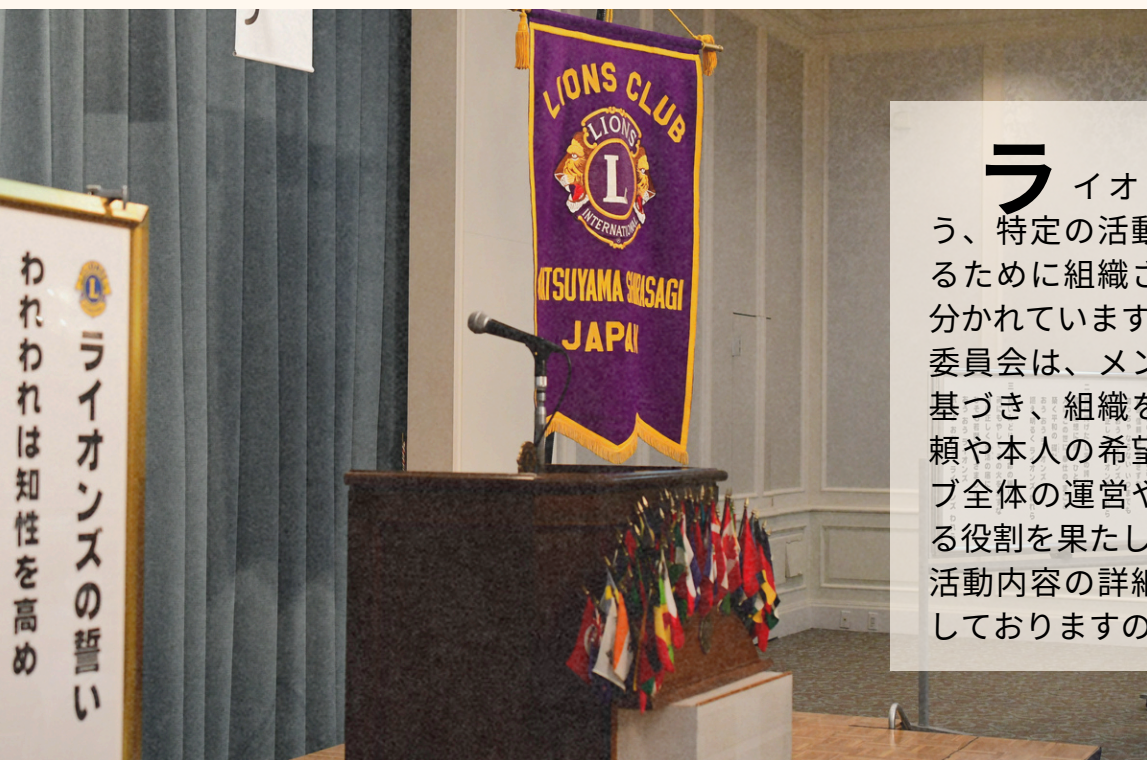 ライオンズの誓い
われわれは知性を高め
LIONS CLUB
LIONS
L
INTERNATIONAL
MATSUYAMA SHIRASAGI
JAPAN
ライオ
う、特定の活動
るために組織さ
分かれています
委員会は、メン
基づき、組織を
頼や本人の希望
ブ全体の運営や
る役割を果たし
活動内容の詳細
しておりますの